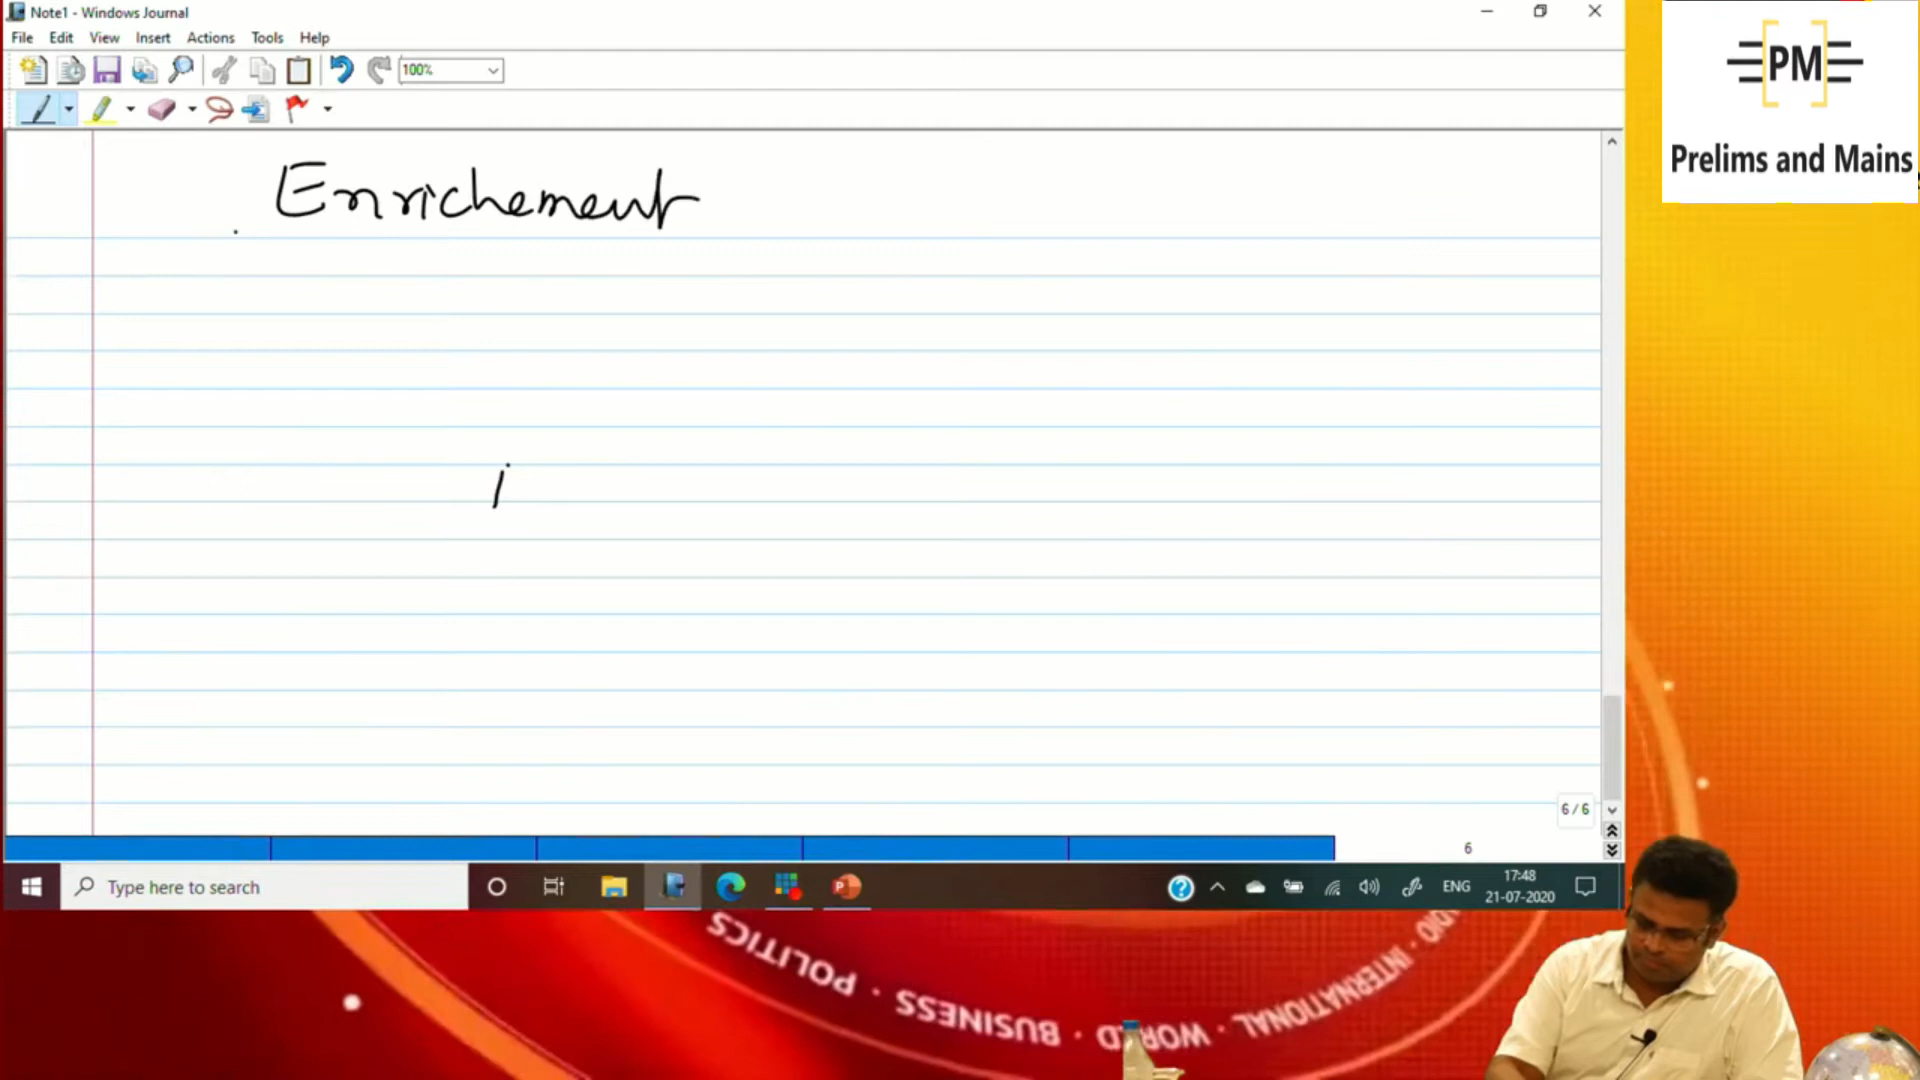 Note1 - Windows Journal
File Edit View Insert Actions Tools Help
100%
PM
Prelims and Mains
Enrichement
i
6 / 6
6
Type here to search
ENG
17:48
21-07-2020
POLITICS · BUSINESS · WORLD · INTERNATIONAL ·